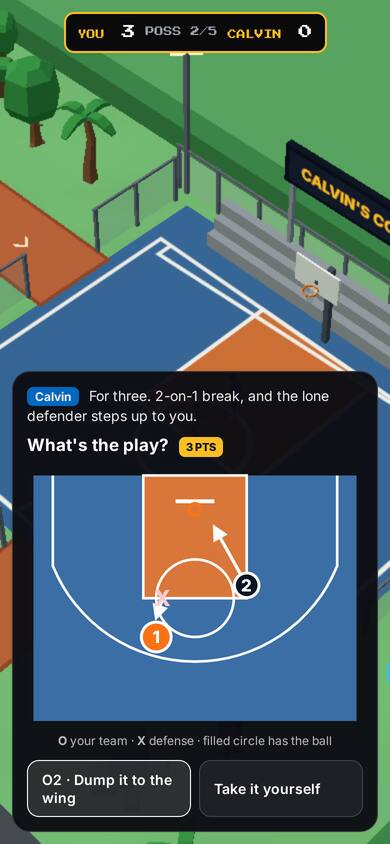 YOU 3 POSS 2/5 CALVIN 0
CALVIN'S CO
Calvin For three. 2-on-1 break, and the lone
defender steps up to you.
What's the play? 3 PTS
2
X
1
O your team · X defense · filled circle has the ball
O2 · Dump it to the
wing
Take it yourself